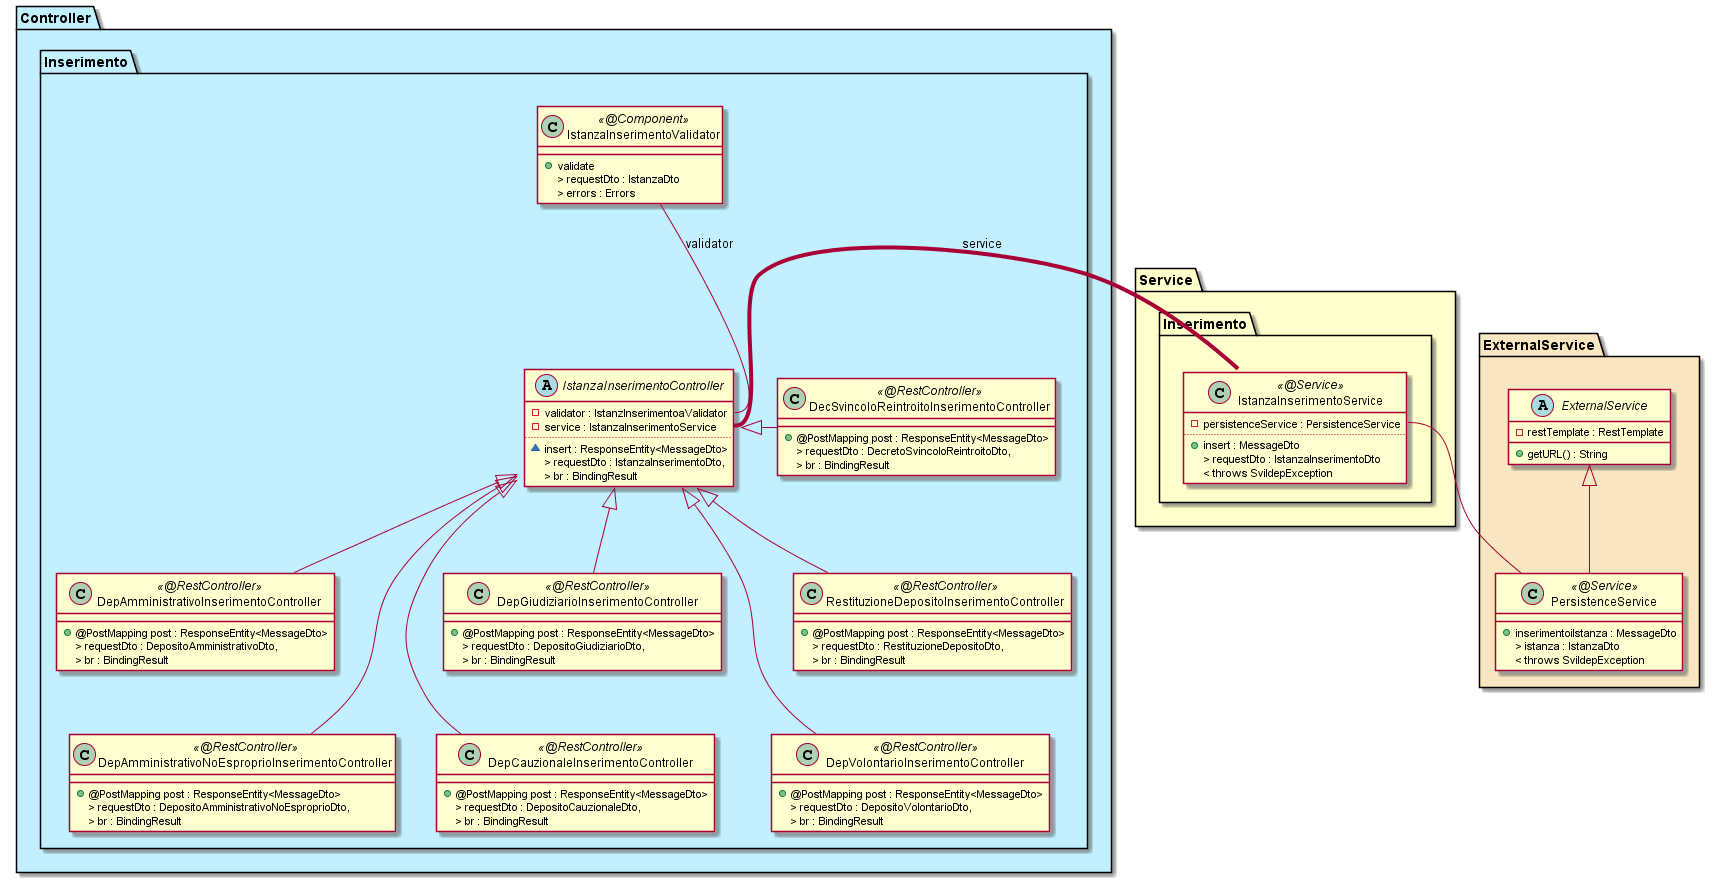 Controller
Inserimento
C
«@Component»
IstanzaInserimentoValidator
validate
> requestDto : IstanzaDto
> errors : Errors
validator
service
A
IstanzaInserimentoController
validator : IstanzInserimentoaValidator
service : IstanzaInserimentoService
insert : ResponseEntity<MessageDto>
> requestDto : IstanzaInserimentoDto,
> br : BindingResult
C
«@RestController»
DecSvincoloReintroitoInserimentoController
@PostMapping post : ResponseEntity<MessageDto>
> requestDto : DecretoSvincoloReintroitoDto,
> br : BindingResult
C
«@RestController»
DepAmministrativoInserimentoController
@PostMapping post : ResponseEntity<MessageDto>
> requestDto : DepositoAmministrativoDto,
> br : BindingResult
C
«@RestController»
DepGiudiziarioInserimentoController
@PostMapping post : ResponseEntity<MessageDto>
> requestDto : DepositoGiudiziarioDto,
> br : BindingResult
C
«@RestController»
RestituzioneDepositoInserimentoController
@PostMapping post : ResponseEntity<MessageDto>
> requestDto : RestituzioneDepositoDto,
> br : BindingResult
C
«@RestController»
DepAmministrativoNoEsproprioInserimentoController
@PostMapping post : ResponseEntity<MessageDto>
> requestDto : DepositoAmministrativoNoEsproprioDto,
> br : BindingResult
C
«@RestController»
DepCauzionaleInserimentoController
@PostMapping post : ResponseEntity<MessageDto>
> requestDto : DepositoCauzionaleDto,
> br : BindingResult
C
«@RestController»
DepVolontarioInserimentoController
@PostMapping post : ResponseEntity<MessageDto>
> requestDto : DepositoVolontarioDto,
> br : BindingResult
Service
Inserimento
C
«@Service»
IstanzaInserimentoService
persistenceService : PersistenceService
insert : MessageDto
> requestDto : IstanzaInserimentoDto
< throws SvildepException
ExternalService
A
ExternalService
restTemplate : RestTemplate
getURL() : String
C
«@Service»
PersistenceService
inserimentoiIstanza : MessageDto
> istanza : IstanzaDto
< throws SvildepException